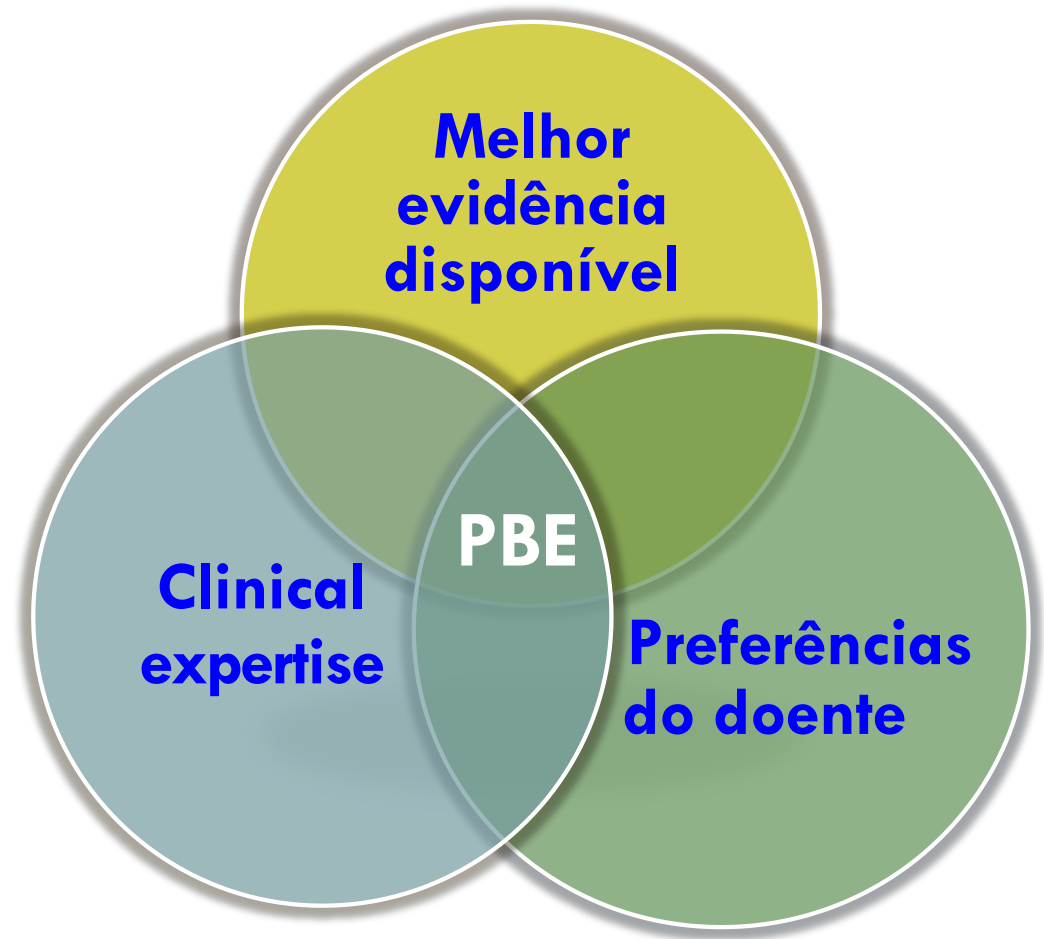 Melhor
evidência
disponível
PBE
Clinical
expertise
Preferências
do doente